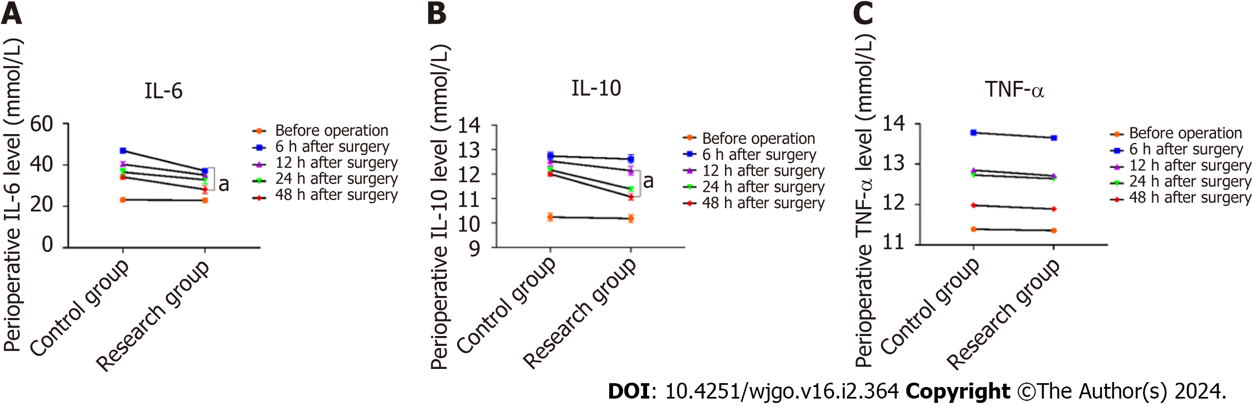 A
Perioperative IL-6 level (mmol/L)
IL-6
60
40
20
0
a
Before operation
6 h after surgery
12 h after surgery
24 h after surgery
48 h after surgery
Control group
Research group
B
Perioperative IL-10 level (mmol/L)
IL-10
14
13
12
11
10
9
a
Before operation
6 h after surgery
12 h after surgery
24 h after surgery
48 h after surgery
Control group
Research group
C
Perioperative TNF-α level (mmol/L)
TNF-α
14
13
12
11
Before operation
6 h after surgery
12 h after surgery
24 h after surgery
48 h after surgery
Control group
Research group
DOI: 10.4251/wjgo.v16.i2.364 Copyright ©The Author(s) 2024.